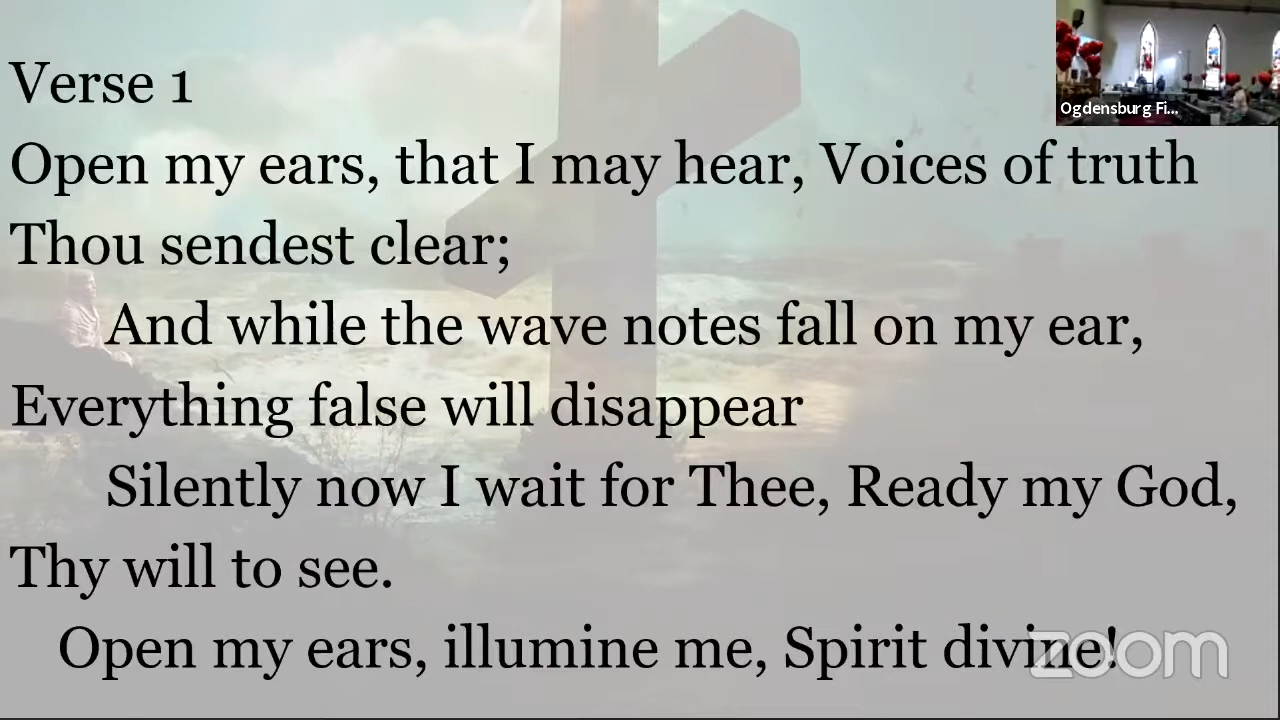 Verse 1
Open my ears, that I may hear, Voices of truth
Thou sendest clear;
And while the wave notes fall on my ear,
Everything false will disappear
Silently now I wait for Thee, Ready my God,
Thy will to see.
Open my ears, illumine me, Spirit divine!
Ogdensburg Fi...
zoom